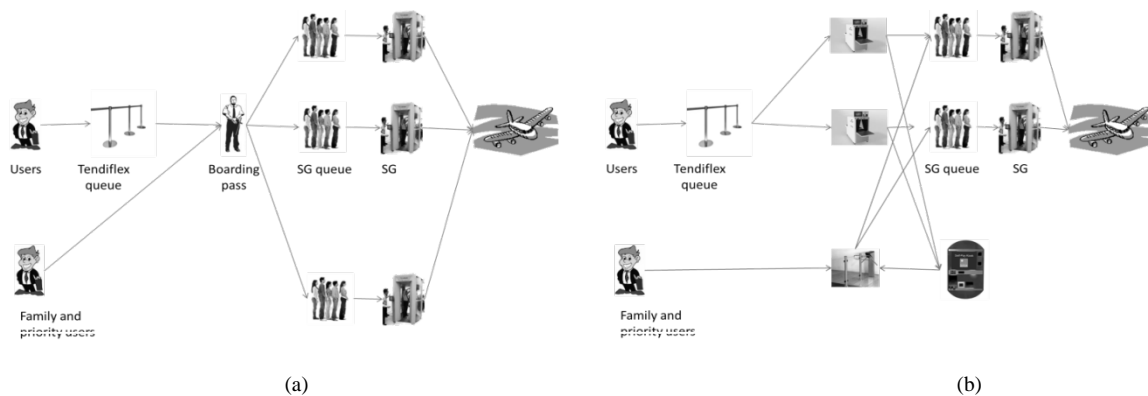 Users
Tendiflex
queue
Boarding
pass
SG queue
SG
Family and
priority users
(a)
Users
Tendiflex
queue
SG queue
SG
Family and
priority users
(b)